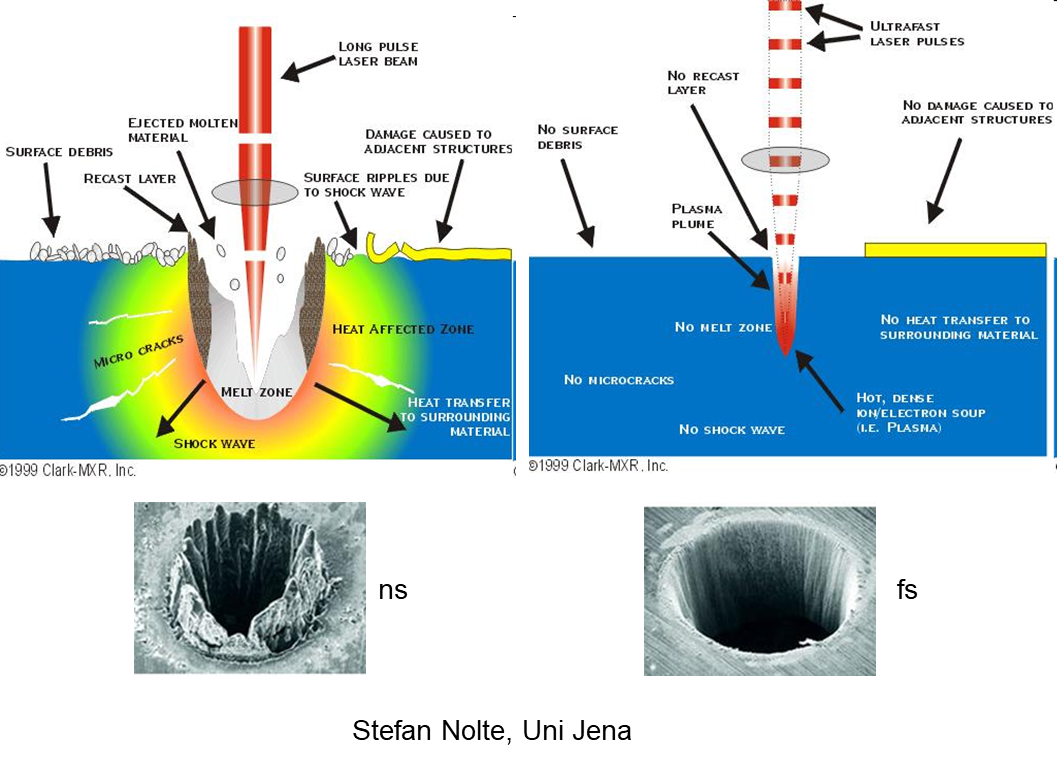 LONG PULSE
LASER BEAM
EJECTED MOLTEN
MATERIAL
SURFACE DEBRIS
RECAST LAYER
DAMAGE CAUSED TO
ADJACENT STRUCTURES
SURFACE RIPPLES DUE
TO SHOCK WAVE
HEAT AFFECTED ZONE
MICRO CRACKS
MELT ZONE
HEAT TRANSFER
TO SURROUNDING
MATERIAL
SHOCK WAVE
©1999 Clark-MXR, Inc.
ULTRAFAST
LASER PULSES
NO RECAST
LAYER
NO DAMAGE CAUSED TO
ADJACENT STRUCTURES
NO SURFACE
DEBRIS
PLASMA
PLUME
NO MELT ZONE
NO HEAT TRANSFER TO
SURROUNDING MATERIAL
NO MICROCRACKS
HOT, DENSE
ION/ELECTRON SOUP
(I.E. PLASMA)
NO SHOCK WAVE
©1999 Clark-MXR, Inc.
ns
fs
Stefan Nolte, Uni Jena